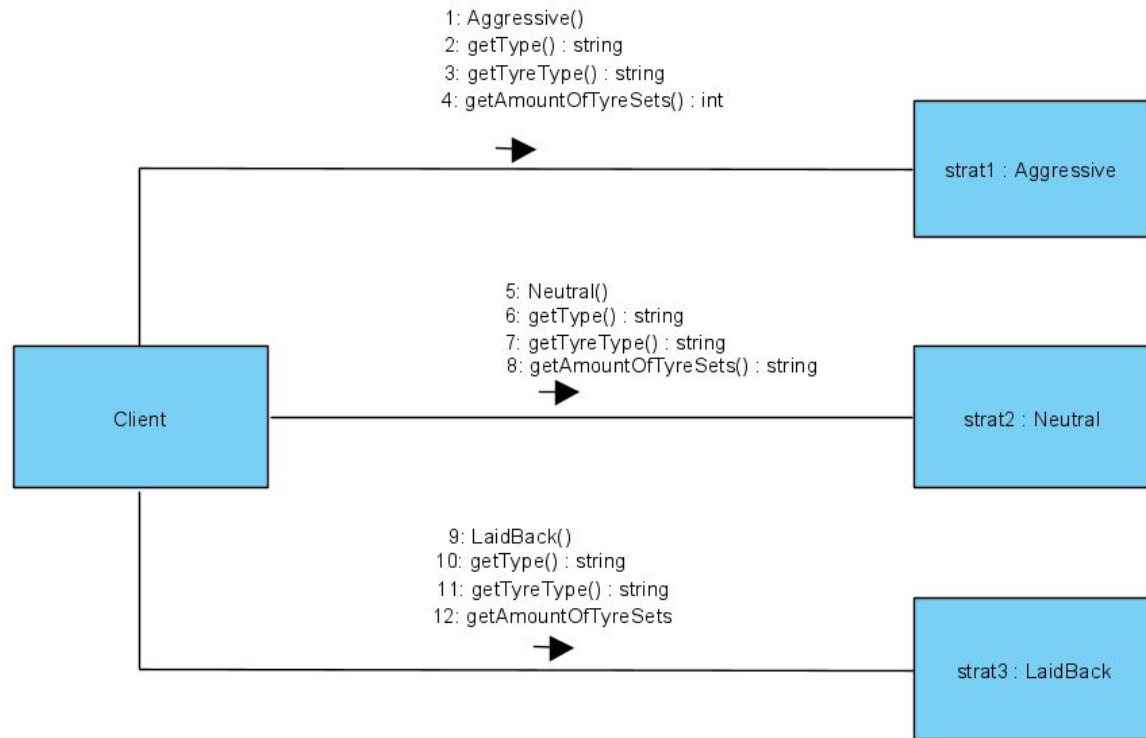 1: Aggressive()
2: getType() : string
3: getTyreType() : string
4: getAmountOfTyreSets() : int
strat1 : Aggressive
5: Neutral()
6: getType() : string
7: getTyreType() : string
8: getAmountOfTyreSets() : string
Client
strat2 : Neutral
9: LaidBack()
10: getType() : string
11: getTyreType() : string
12: getAmountOfTyreSets
strat3 : LaidBack